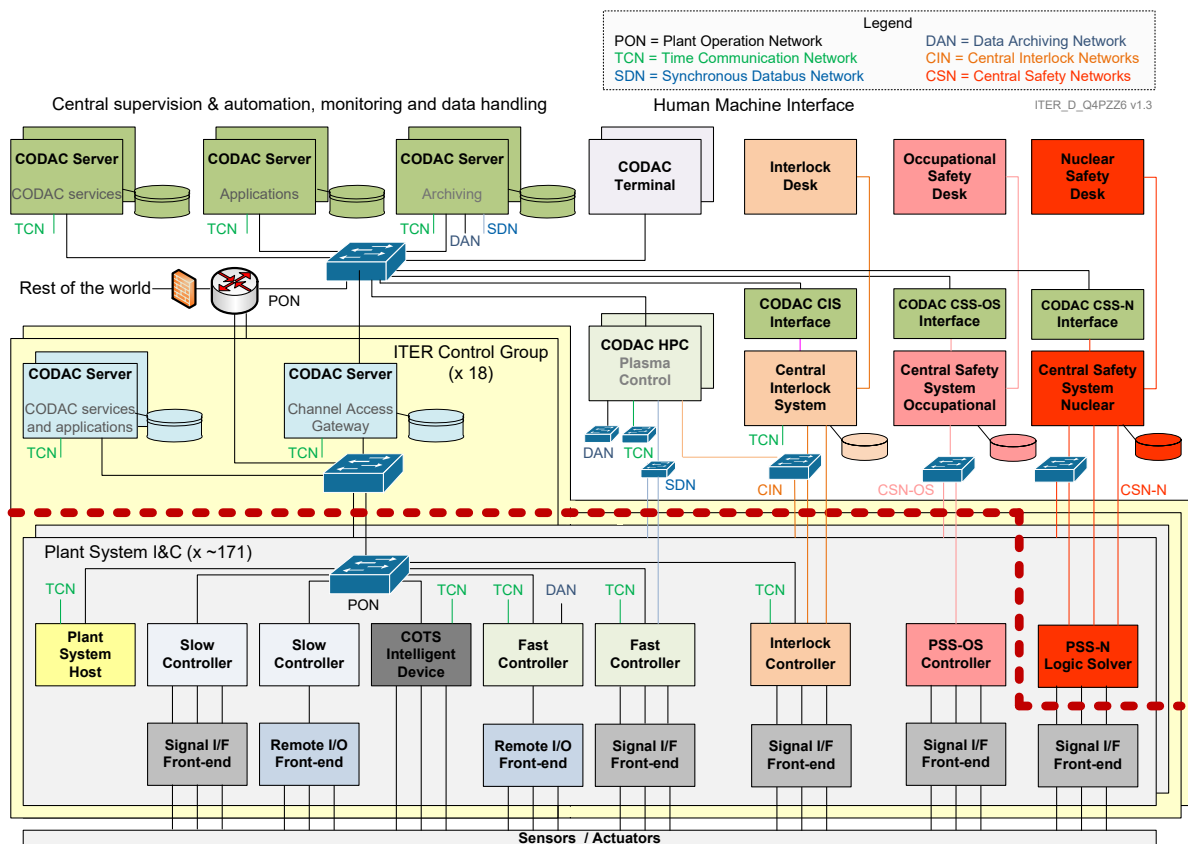 Legend
PON = Plant Operation Network
DAN = Data Archiving Network
TCN = Time Communication Network
CIN = Central Interlock Networks
SDN = Synchronous Databus Network
CSN = Central Safety Networks
Central supervision & automation, monitoring and data handling
Human Machine Interface
ITER_D_Q4PZZ6 v1.3
CODAC Server
CODAC services
TCN
CODAC Server
Applications
TCN
CODAC Server
Archiving
TCN
DAN
SDN
CODAC
Terminal
Interlock
Desk
Occupational
Safety
Desk
Nuclear
Safety
Desk
Rest of the world
PON
CODAC CIS
Interface
CODAC CSS-OS
Interface
CODAC CSS-N
Interface
ITER Control Group
(x 18)
CODAC Server
CODAC services
and applications
TCN
CODAC Server
Channel Access
Gateway
TCN
CODAC HPC
Plasma
Control
DAN
TCN
SDN
Central
Interlock
System
TCN
CIN
Central Safety
System
Occupational
CSN-OS
Central Safety
System
Nuclear
CSN-N
Plant System I&C (x ~171)
PON
TCN
Plant
System
Host
Slow
Controller
Slow
Controller
TCN
COTS
Intelligent
Device
TCN
DAN
Fast
Controller
TCN
Fast
Controller
TCN
Interlock
Controller
PSS-OS
Controller
PSS-N
Logic Solver
Signal I/F
Front-end
Remote I/O
Front-end
Remote I/O
Front-end
Signal I/F
Front-end
Signal I/F
Front-end
Signal I/F
Front-end
Signal I/F
Front-end
Sensors / Actuators